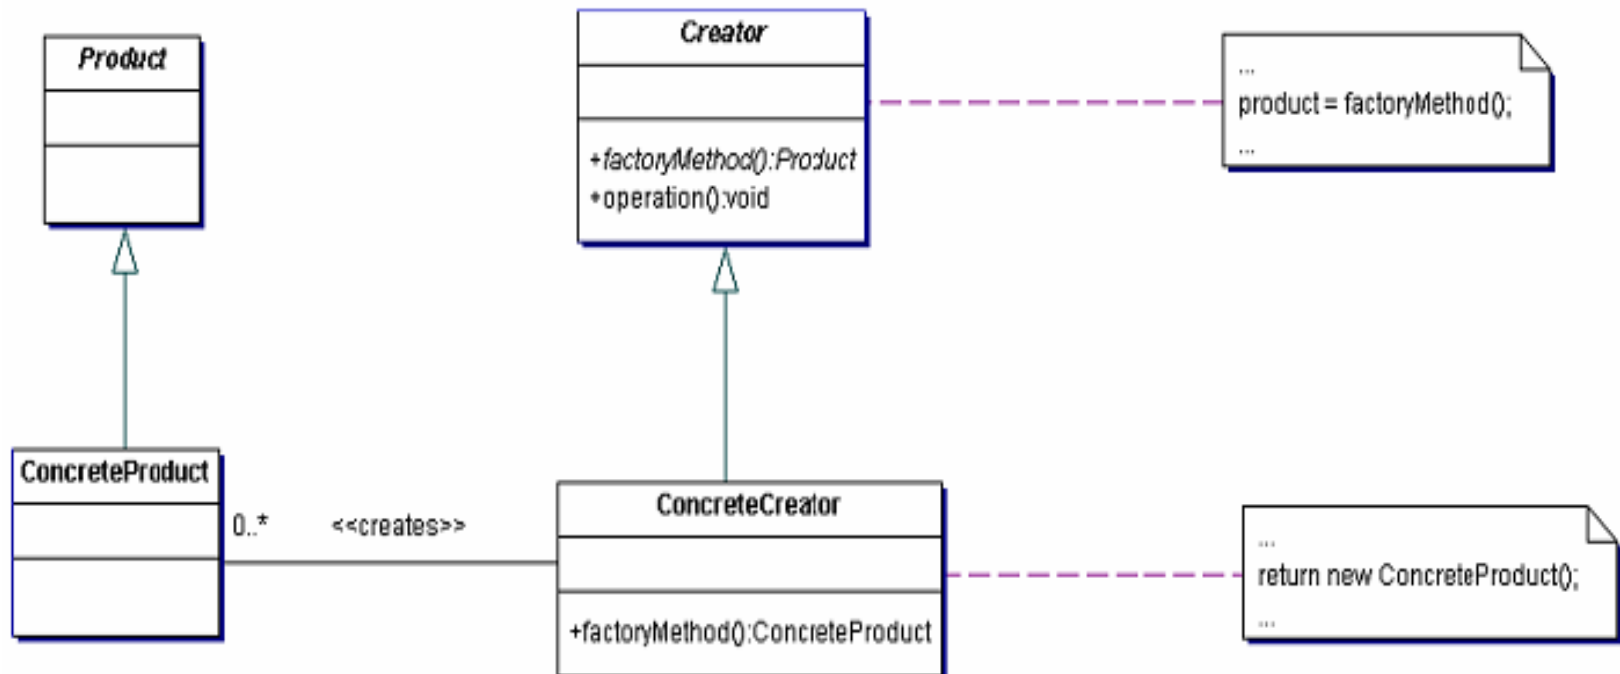 Product
Creator
+factoryMethod():Product
+operation():void
...
product = factoryMethod();
...
ConcreteProduct
0..*
<<creates>>
ConcreteCreator
+factoryMethod():ConcreteProduct
...
return new ConcreteProduct();
...